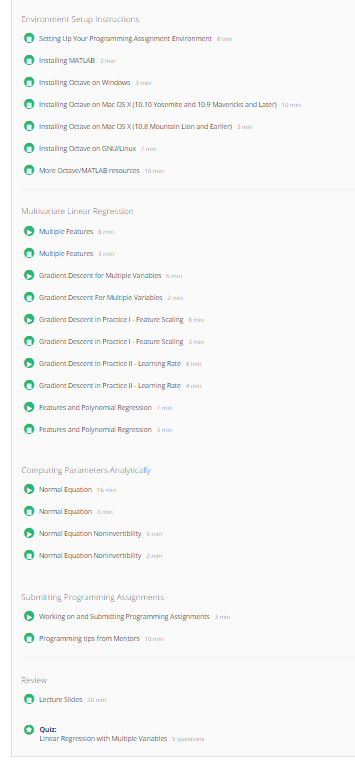 Environment Setup Instructions
Setting Up Your Programming Assignment Environment 8 min
Installing MATLAB 3 min
Installing Octave on Windows 3 min
Installing Octave on Mac OS X (10.10 Yosemite and 10.9 Mavericks and Later) 10 min
Installing Octave on Mac OS X (10.8 Mountain Lion and Earlier) 3 min
Installing Octave on GNU/Linux 7 min
More Octave/MATLAB resources 10 min
Multivariate Linear Regression
Multiple Features 8 min
Multiple Features 3 min
Gradient Descent for Multiple Variables 5 min
Gradient Descent For Multiple Variables 2 min
Gradient Descent in Practice I - Feature Scaling 8 min
Gradient Descent in Practice I - Feature Scaling 3 min
Gradient Descent in Practice II - Learning Rate 8 min
Gradient Descent in Practice II - Learning Rate 4 min
Features and Polynomial Regression 7 min
Features and Polynomial Regression 3 min
Computing Parameters Analytically
Normal Equation 16 min
Normal Equation 3 min
Normal Equation Noninvertibility 5 min
Normal Equation Noninvertibility 2 min
Submitting Programming Assignments
Working on and Submitting Programming Assignments 3 min
Programming tips from Mentors 10 min
Review
Lecture Slides 20 min
Quiz:
Linear Regression with Multiple Variables 5 questions